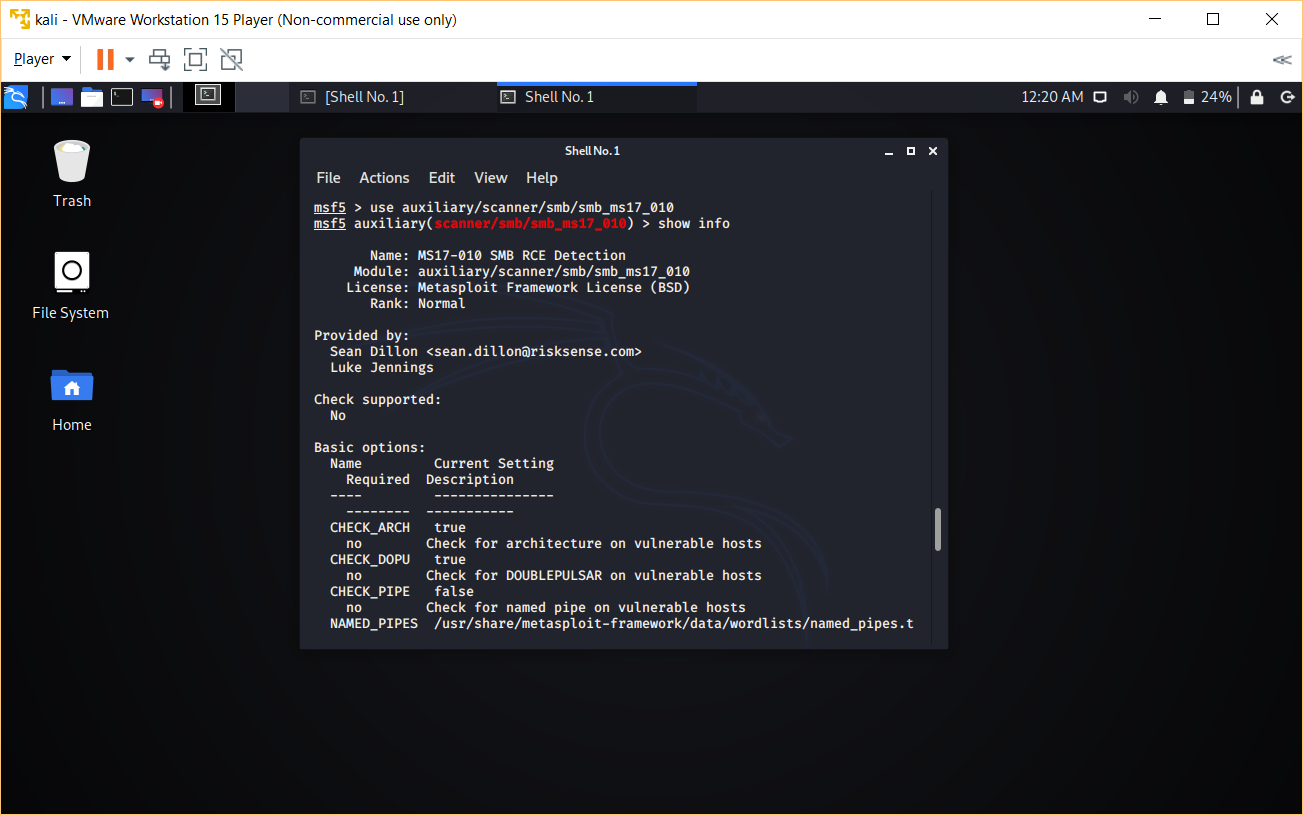 kali - VMware Workstation 15 Player (Non-commercial use only)
Player
[Shell No. 1]
Shell No. 1
12:20 AM
24%
Trash
File System
Home
Shell No. 1
File Actions Edit View Help
msf5 > use auxiliary/scanner/smb/smb_ms17_010
msf5 auxiliary(scanner/smb/smb_ms17_010) > show info
Name: MS17-010 SMB RCE Detection
Module: auxiliary/scanner/smb/smb_ms17_010
License: Metasploit Framework License (BSD)
Rank: Normal
Provided by:
Sean Dillon <sean.dillon@risksense.com>
Luke Jennings
Check supported:
No
Basic options:
Name Current Setting
Required Description
---- ---------------
-------- -----------
CHECK_ARCH true
no Check for architecture on vulnerable hosts
CHECK_DOPU true
no Check for DOUBLEPULSAR on vulnerable hosts
CHECK_PIPE false
no Check for named pipe on vulnerable hosts
NAMED_PIPES /usr/share/metasploit-framework/data/wordlists/named_pipes.t